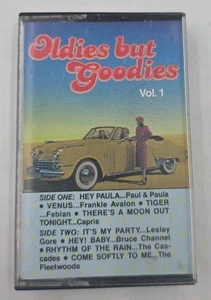 Oldies but
Goodies
Vol. 1
SIDE ONE: HEY PAULA...Paul & Paula
• VENUS...Frankie Avalon • TIGER
...Fabian • THERE'S A MOON OUT
TONIGHT...Capris
SIDE TWO: IT'S MY PARTY...Lesley
Gore • HEY! BABY...Bruce Channel
• RHYTHM OF THE RAIN...The Cas-
cades • COME SOFTLY TO ME...The
Fleetwoods